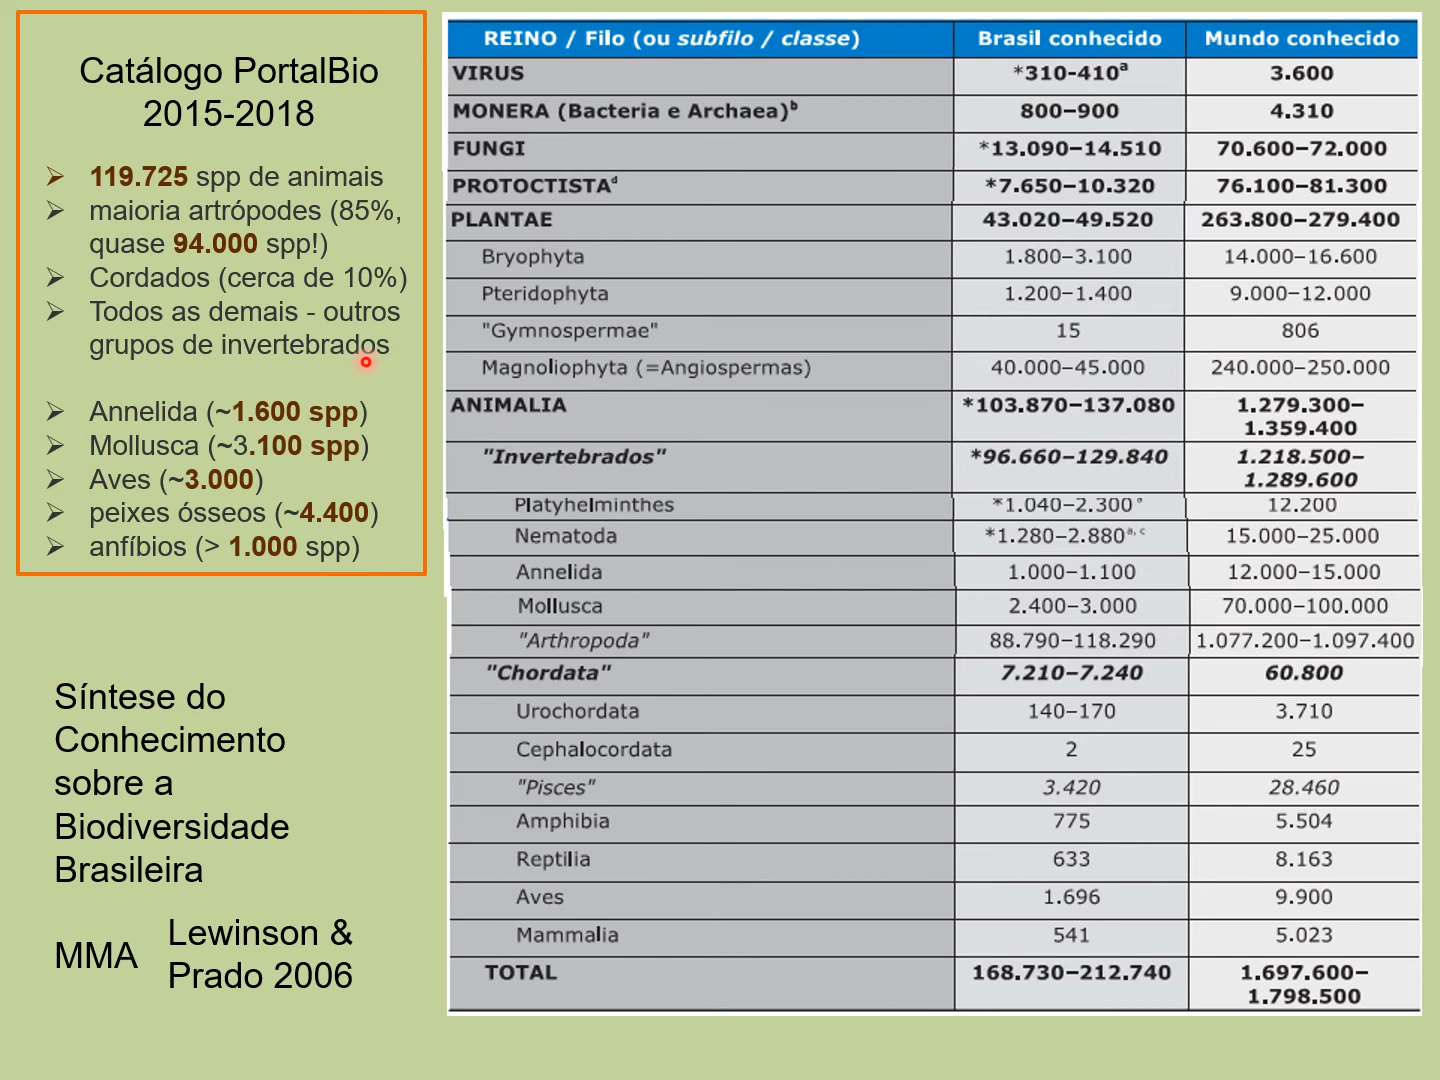 Catálogo PortalBio
2015-2018
➢ 119.725 spp de animais
➢ maioria artrópodes (85%,
quase 94.000 spp!)
➢ Cordados (cerca de 10%)
➢ Todos as demais - outros
grupos de invertebrados
➢ Annelida (~1.600 spp)
➢ Mollusca (~3.100 spp)
➢ Aves (~3.000)
➢ peixes ósseos (~4.400)
➢ anfíbios (> 1.000 spp)
Síntese do
Conhecimento
sobre a
Biodiversidade
Brasileira
MMA
Lewinson &
Prado 2006
REINO / Filo (ou subfilo / classe) Brasil conhecido Mundo conhecido
VIRUS *310-410ª 3.600
MONERA (Bacteria e Archaea)ᵇ 800–900 4.310
FUNGI *13.090–14.510 70.600–72.000
PROTOCTISTAᵈ *7.650–10.320 76.100–81.300
PLANTAE 43.020–49.520 263.800–279.400
Bryophyta 1.800–3.100 14.000–16.600
Pteridophyta 1.200–1.400 9.000–12.000
"Gymnospermae" 15 806
Magnoliophyta (=Angiospermas) 40.000–45.000 240.000–250.000
ANIMALIA *103.870–137.080 1.279.300–
1.359.400
"Invertebrados" *96.660–129.840 1.218.500–
1.289.600
Platyhelminthes *1.040–2.300 12.200
Nematoda *1.280–2.880ᵃ,ᶜ 15.000–25.000
Annelida 1.000–1.100 12.000–15.000
Mollusca 2.400–3.000 70.000–100.000
"Arthropoda" 88.790–118.290 1.077.200–1.097.400
"Chordata" 7.210–7.240 60.800
Urochordata 140–170 3.710
Cephalocordata 2 25
"Pisces" 3.420 28.460
Amphibia 775 5.504
Reptilia 633 8.163
Aves 1.696 9.900
Mammalia 541 5.023
TOTAL 168.730–212.740 1.697.600–
1.798.500